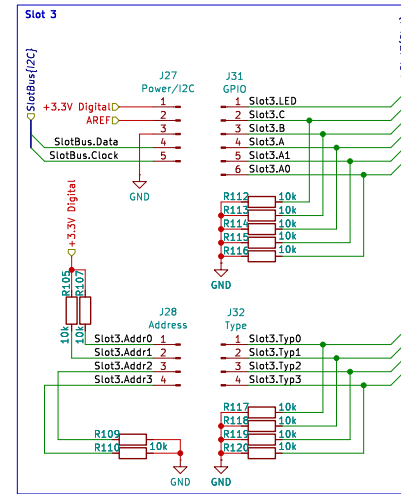 Slot 3
SlotBus{I2C}
J27
Power/I2C
+3.3V Digital
AREF
SlotBus.Data
SlotBus.Clock
1
2
3
4
5
GND
J31
GPIO
1 Slot3.LED
2 Slot3.C
3 Slot3.B
4 Slot3.A
5 Slot3.A1
6 Slot3.A0
R112 10k
R113 10k
R114 10k
R115 10k
R116 10k
GND
+3.3V Digital
R105
R107
10k
10k
J28
Address
Slot3.Addr0 1
Slot3.Addr1 2
Slot3.Addr2 3
Slot3.Addr3 4
R109
R110 10k
GND
J32
Type
1 Slot3.Typ0
2 Slot3.Typ1
3 Slot3.Typ2
4 Slot3.Typ3
R117 10k
R118 10k
R119 10k
R120 10k
GND